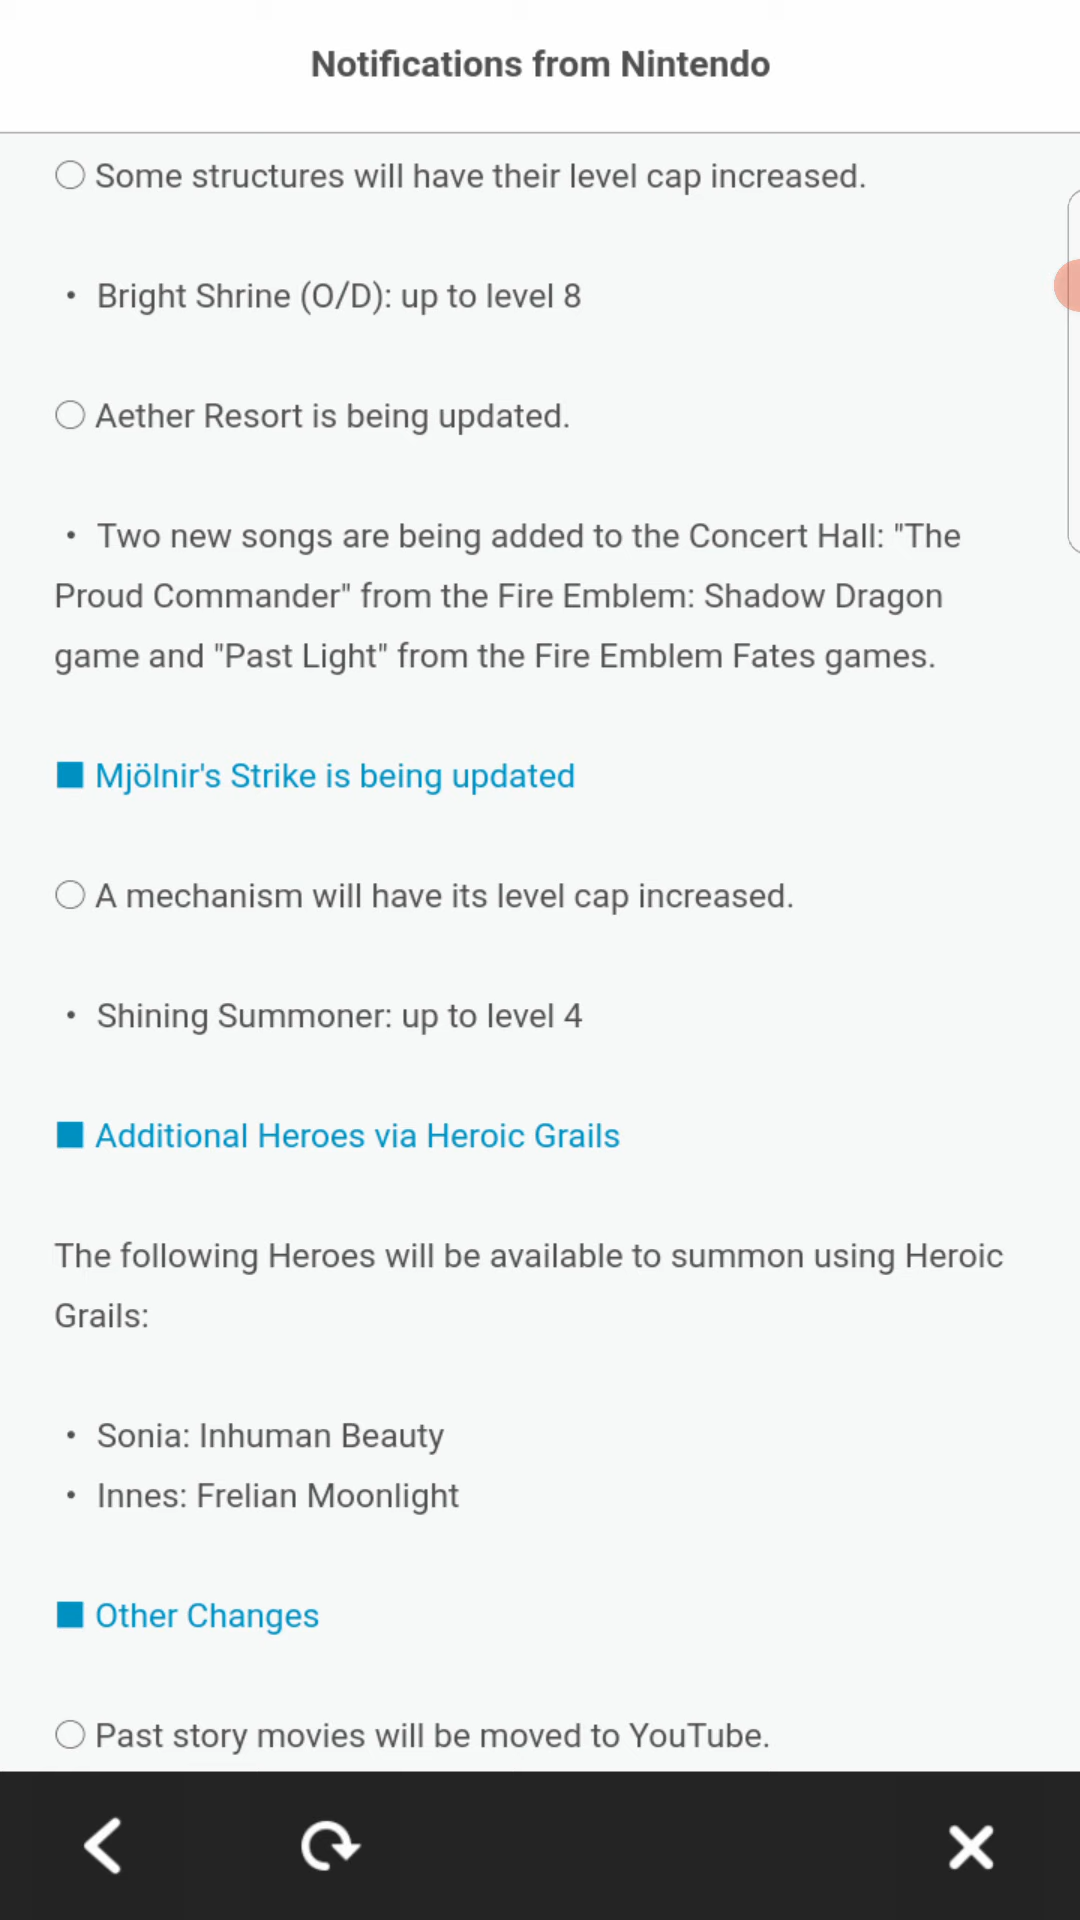 Notifications from Nintendo
○ Some structures will have their level cap increased.
・ Bright Shrine (O/D): up to level 8
○ Aether Resort is being updated.
・ Two new songs are being added to the Concert Hall: "The
Proud Commander" from the Fire Emblem: Shadow Dragon
game and "Past Light" from the Fire Emblem Fates games.
■ Mjölnir's Strike is being updated
○ A mechanism will have its level cap increased.
・ Shining Summoner: up to level 4
■ Additional Heroes via Heroic Grails
The following Heroes will be available to summon using Heroic
Grails:
・ Sonia: Inhuman Beauty
・ Innes: Frelian Moonlight
■ Other Changes
○ Past story movies will be moved to YouTube.